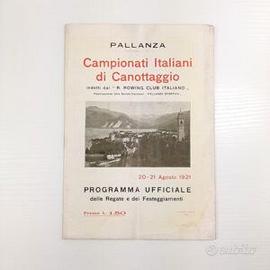 PALLANZA
Campionati Italiani
di Canottaggio
indetti dal "R. ROWING CLUB ITALIANO"
20-21 Agosto 1921
PROGRAMMA UFFICIALE
delle Regate e dei Festeggiamenti
Prezzo L. 1.50
subito